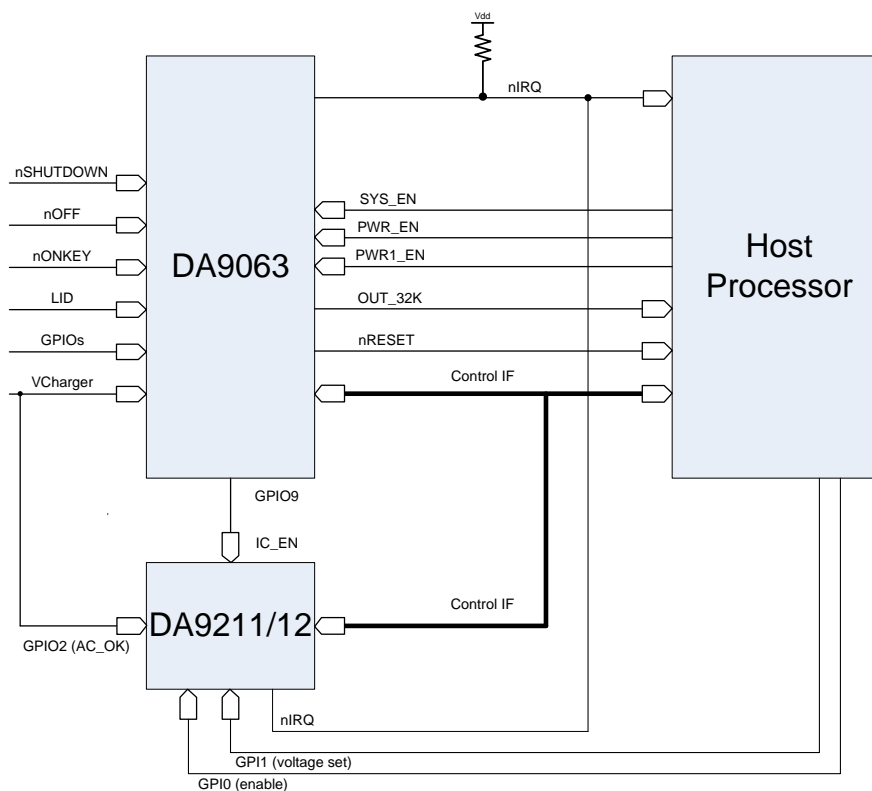 Vdd
nIRQ
nSHUTDOWN
SYS_EN
nOFF
PWR_EN
nONKEY
DA9063
PWR1_EN
Host
Processor
LID
OUT_32K
GPIOs
nRESET
VCharger
Control IF
GPIO9
IC_EN
DA9211/12
Control IF
GPIO2 (AC_OK)
nIRQ
GPI1 (voltage set)
GPI0 (enable)